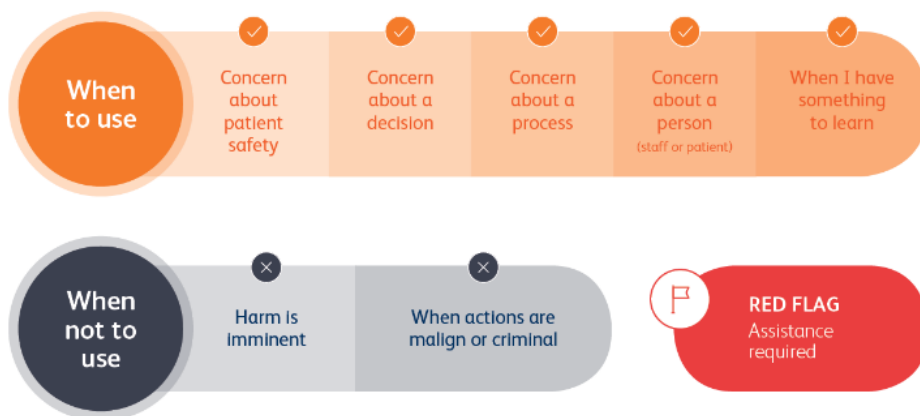 When
to use
Concern
about
patient
safety
Concern
about a
decision
Concern
about a
process
Concern
about a
person
(staff or patient)
When I have
something
to learn
When
not to
use
Harm is
imminent
When actions are
malign or criminal
RED FLAG
Assistance
required